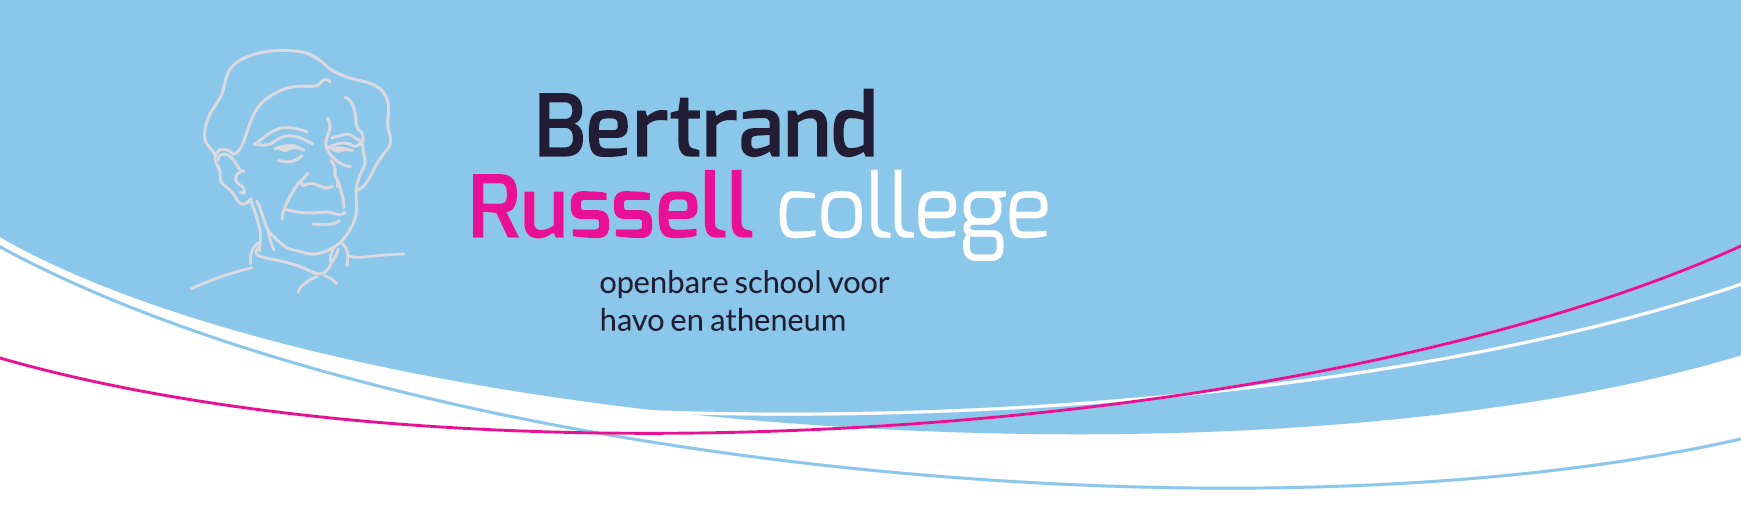 Bertrand
Russell college
openbare school voor
havo en atheneum